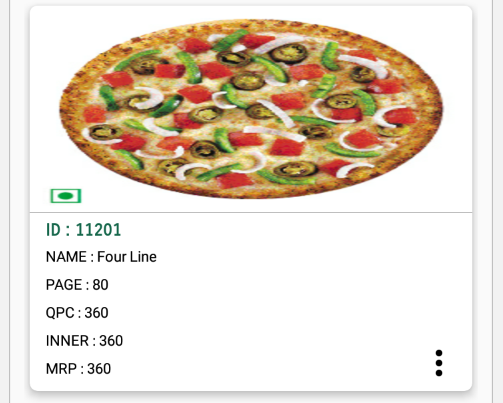 ID : 11201
NAME : Four Line
PAGE : 80
QPC : 360
INNER : 360
MRP : 360